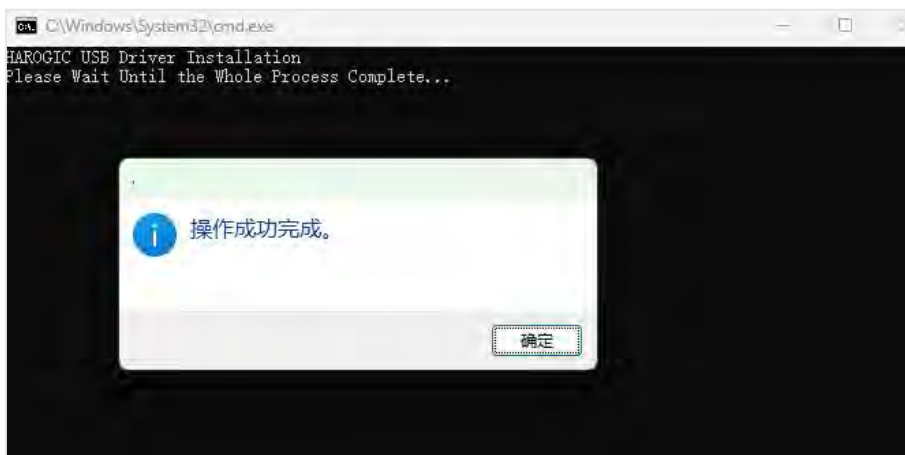 C:\Windows\System32\cmd.exe
HAROGIC USB Driver Installation
Please Wait Until the Whole Process Complete...
操作成功完成。
确定